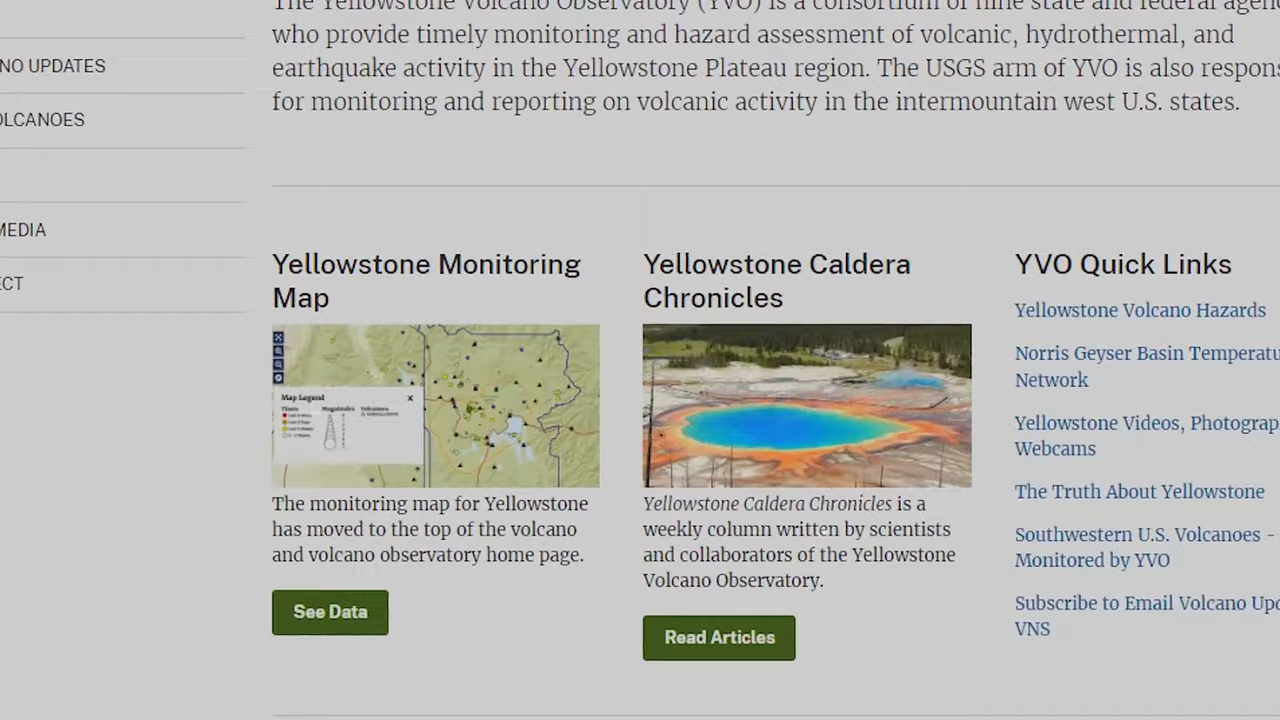 The Yellowstone Volcano Observatory (YVO) is a consortium of nine state and federal
who provide timely monitoring and hazard assessment of volcanic, hydrothermal, and
earthquake activity in the Yellowstone Plateau region. The USGS arm of YVO is also
for monitoring and reporting on volcanic activity in the intermountain west U.S. states.
NO UPDATES
OLCANOES
MEDIA
ECT
Yellowstone Monitoring
Map
Map Legend
The monitoring map for Yellowstone
has moved to the top of the volcano
and volcano observatory home page.
See Data
Yellowstone Caldera
Chronicles
Yellowstone Caldera Chronicles is a
weekly column written by scientists
and collaborators of the Yellowstone
Volcano Observatory.
Read Articles
YVO Quick Links
Yellowstone Volcano Hazards
Norris Geyser Basin Temperatu
Network
Yellowstone Videos, Photograp
Webcams
The Truth About Yellowstone
Southwestern U.S. Volcanoes -
Monitored by YVO
Subscribe to Email Volcano Upd
VNS